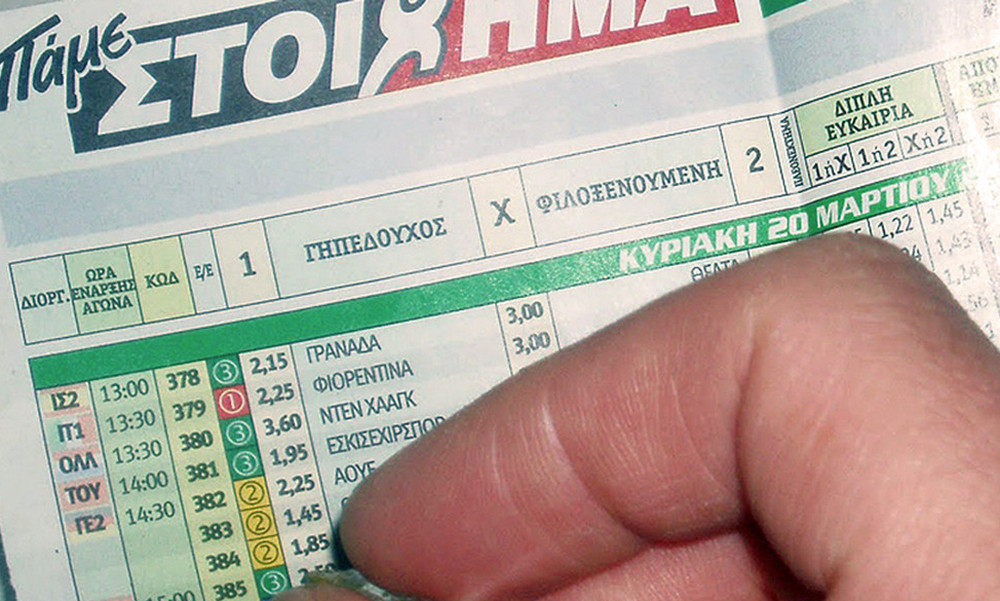 Πάμε
ΣΤΟΙΧΗΜΑ
ΔΙΠΛΗ
ΕΥΚΑΙΡΙΑ
1ήΧ 1ή2 Χή2
ΔΙΟΡΓ. ΩΡΑ ΕΝΑΡΞΗΣ ΑΓΩΝΑ ΚΩΔ Ε/Ε 1 ΓΗΠΕΔΟΥΧΟΣ Χ ΦΙΛΟΞΕΝΟΥΜΕΝΗ 2
ΚΥΡΙΑΚΗ 20 ΜΑΡΤΙΟΥ
ΙΣ2 13:00 378 3 2,15 ΓΡΑΝΑΔΑ 3,00 1,22 1,45
ΙΤ1 13:30 379 1 2,25 ΦΙΟΡΕΝΤΙΝΑ 3,00 1,43
ΟΛΛ 13:30 380 3 3,60 ΝΤΕΝ ΧΑΑΓΚ 1,24
ΤΟΥ 14:00 381 3 1,95
ΓΕ2 14:30 382 2 2,25
383 2 1,45
384 2 1,85
385 3